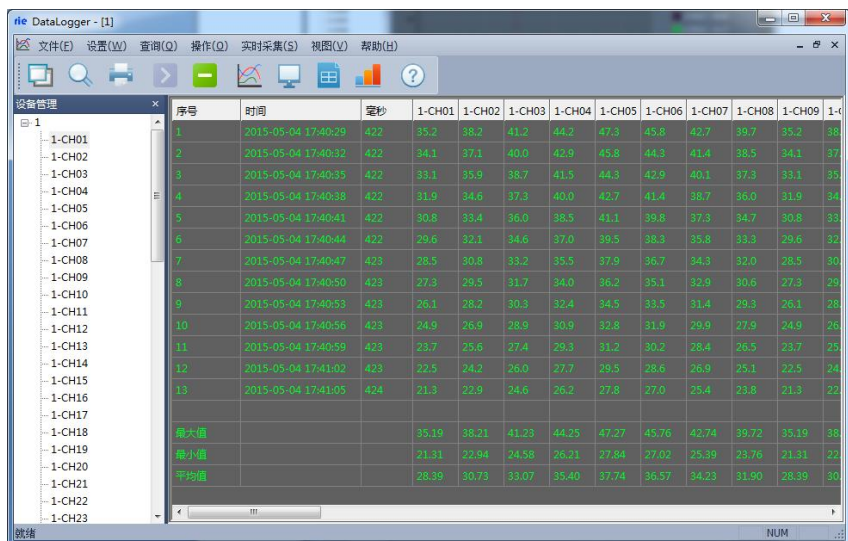 rie DataLogger - [1]
文件(F) 设置(W) 查询(Q) 操作(O) 实时采集(S) 视图(V) 帮助(H)
设备管理
1
1-CH01
1-CH02
1-CH03
1-CH04
1-CH05
1-CH06
1-CH07
1-CH08
1-CH09
1-CH10
1-CH11
1-CH12
1-CH13
1-CH14
1-CH15
1-CH16
1-CH17
1-CH18
1-CH19
1-CH20
1-CH21
1-CH22
1-CH23
序号 时间 毫秒 1-CH01 1-CH02 1-CH03 1-CH04 1-CH05 1-CH06 1-CH07 1-CH08 1-CH09
1 2015-05-04 17:40:29 422 35.2 38.2 41.2 44.2 47.3 45.8 42.7 39.7 35.2
2 2015-05-04 17:40:32 422 34.1 37.1 40.0 42.9 45.8 44.3 41.4 38.5 34.1
3 2015-05-04 17:40:35 422 33.1 35.9 38.7 41.5 44.3 42.9 40.1 37.3 33.1
4 2015-05-04 17:40:38 422 31.9 34.6 37.3 40.0 42.7 41.4 38.7 36.0 31.9
5 2015-05-04 17:40:41 422 30.8 33.4 36.0 38.5 41.1 39.8 37.3 34.7 30.8
6 2015-05-04 17:40:44 422 29.6 32.1 34.6 37.0 39.5 38.3 35.8 33.3 29.6
7 2015-05-04 17:40:47 423 28.5 30.8 33.2 35.5 37.9 36.7 34.3 32.0 28.5
8 2015-05-04 17:40:50 423 27.3 29.5 31.7 34.0 36.2 35.1 32.9 30.6 27.3
9 2015-05-04 17:40:53 423 26.1 28.2 30.3 32.4 34.5 33.5 31.4 29.3 26.1
10 2015-05-04 17:40:56 423 24.9 26.9 28.9 30.9 32.8 31.9 29.9 27.9 24.9
11 2015-05-04 17:40:59 423 23.7 25.6 27.4 29.3 31.2 30.2 28.4 26.5 23.7
12 2015-05-04 17:41:02 423 22.5 24.2 26.0 27.7 29.5 28.6 26.9 25.1 22.5
13 2015-05-04 17:41:05 424 21.3 22.9 24.6 26.2 27.8 27.0 25.4 23.8 21.3
最大值 35.19 38.21 41.23 44.25 47.27 45.76 42.74 39.72 35.19
最小值 21.31 22.94 24.58 26.21 27.84 27.02 25.39 23.76 21.31
平均值 28.39 30.73 33.07 35.40 37.74 36.57 34.23 31.90 28.39
就绪 NUM